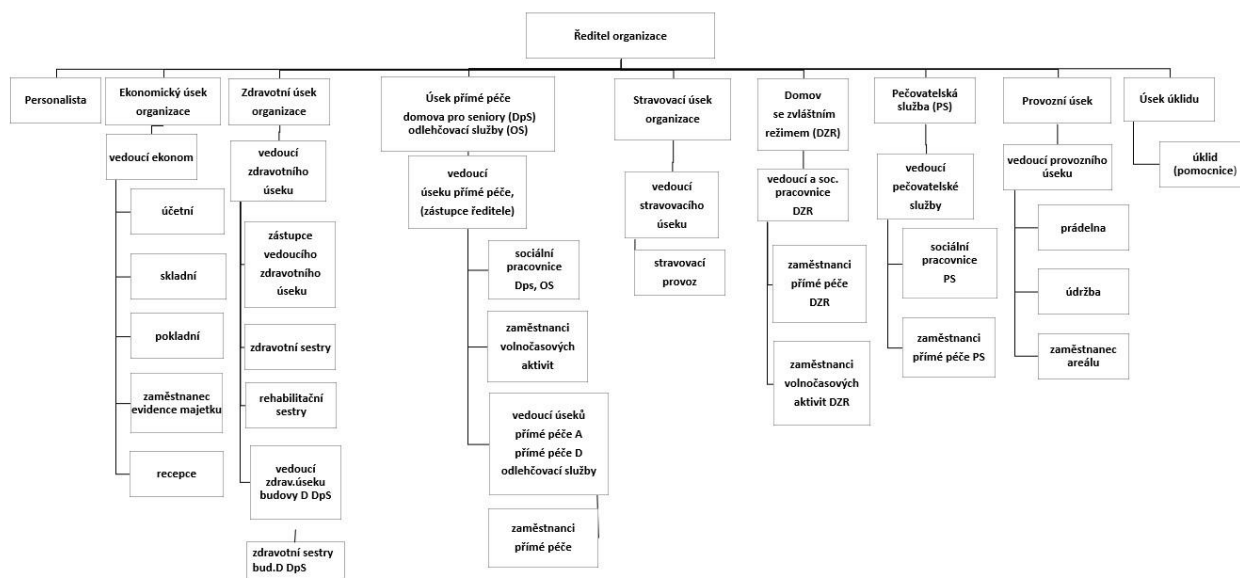 Ředitel organizace
Personalista
Ekonomický úsek
organizace
vedoucí ekonom
účetní
skladní
pokladní
zaměstnanec
evidence majetku
recepce
Zdravotní úsek
organizace
vedoucí
zdravotního
úseku
zástupce
vedoucího
zdravotního
úseku
zdravotní sestry
rehabilitační
sestry
vedoucí
zdrav.úseku
budovy D DpS
zdravotní sestry
bud.D DpS
Úsek přímé péče
domova pro seniory (DpS)
odlehčovací služby (OS)
vedoucí
úseku přímé péče,
(zástupce ředitele)
sociální
pracovnice
Dps, OS
zaměstnanci
volnočasových
aktivit
vedoucí úseků
přímé péče A
přímé péče D
odlehčovací služby
zaměstnanci
přímé péče
Stravovací úsek
organizace
vedoucí
stravovacího
úseku
stravovací
provoz
Domov
se zvláštním
režimem (DZR)
vedoucí a soc.
pracovnice
DZR
zaměstnanci
přímé péče
DZR
zaměstnanci
volnočasových
aktivit DZR
Pečovatelská
služba (PS)
vedoucí
pečovatelské
služby
sociální
pracovnice
PS
zaměstnanci
přímé péče PS
Provozní úsek
vedoucí provozního
úseku
prádelna
údržba
zaměstnanec
areálu
Úsek úklidu
úklid
(pomocnice)